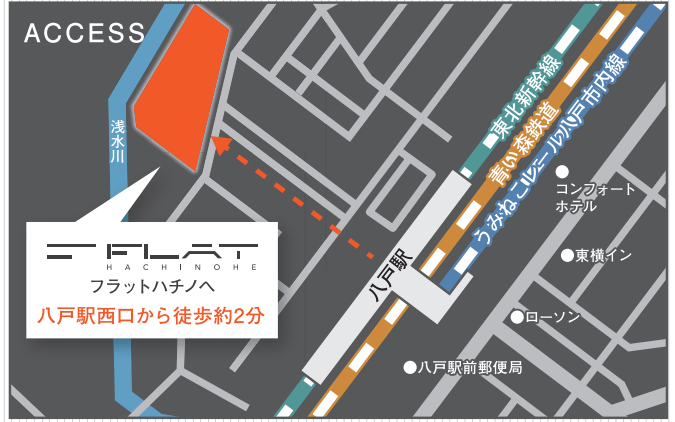 ACCESS
浅水川
東北新幹線
青い森鉄道
うみねこレール八戸市内線
コンフォート
ホテル
東横イン
八戸駅
ローソン
八戸駅前郵便局
FLAT
HACHINOHE
フラットハチノヘ
八戸駅西口から徒歩約2分